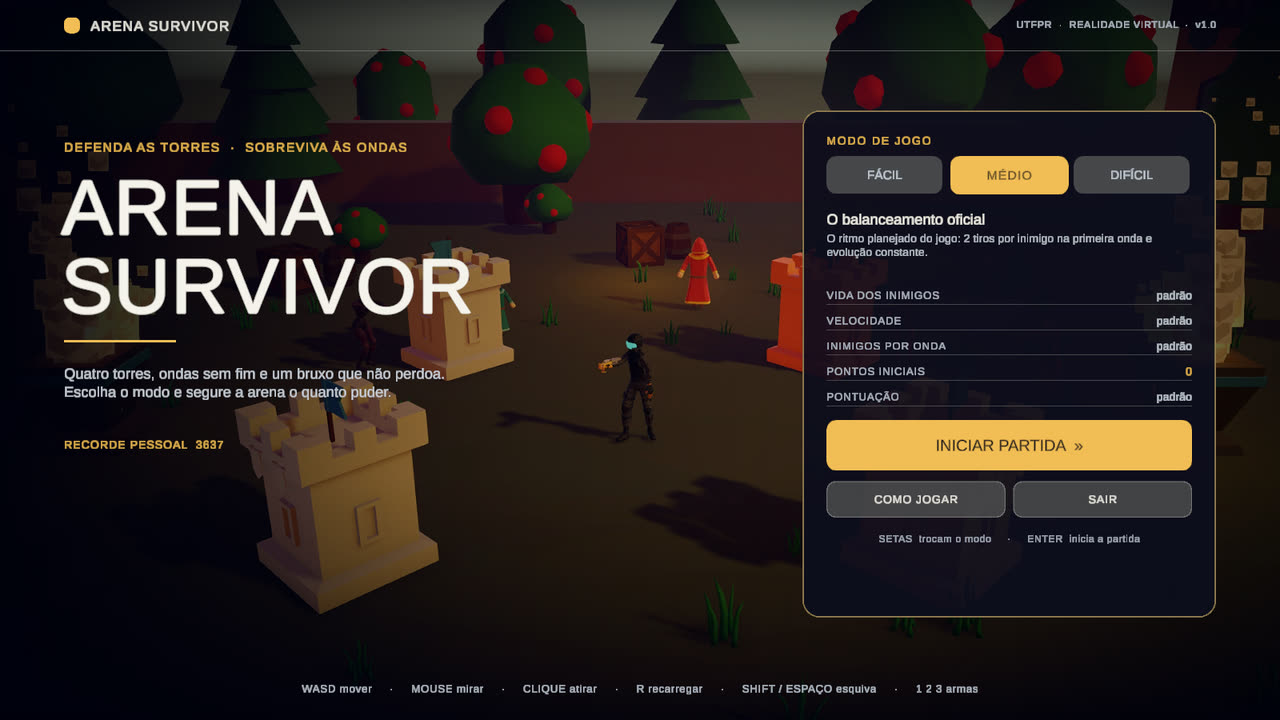 ARENA SURVIVOR
UTFPR · REALIDADE VIRTUAL · v1.0
DEFENDA AS TORRES · SOBREVIVA ÀS ONDAS
ARENA
SURVIVOR
Quatro torres, ondas sem fim e um bruxo que não perdoa.
Escolha o modo e segure a arena o quanto puder.
RECORDE PESSOAL 3637
MODO DE JOGO
FÁCIL
MÉDIO
DIFÍCIL
O balanceamento oficial
O ritmo planejado do jogo: 2 tiros por inimigo na primeira onda e
evolução constante.
VIDA DOS INIMIGOS padrão
VELOCIDADE padrão
INIMIGOS POR ONDA padrão
PONTOS INICIAIS 0
PONTUAÇÃO padrão
INICIAR PARTIDA »
COMO JOGAR
SAIR
SETAS trocam o modo · ENTER inicia a partida
WASD mover · MOUSE mirar · CLIQUE atirar · R recarregar · SHIFT / ESPAÇO esquiva · 1 2 3 armas